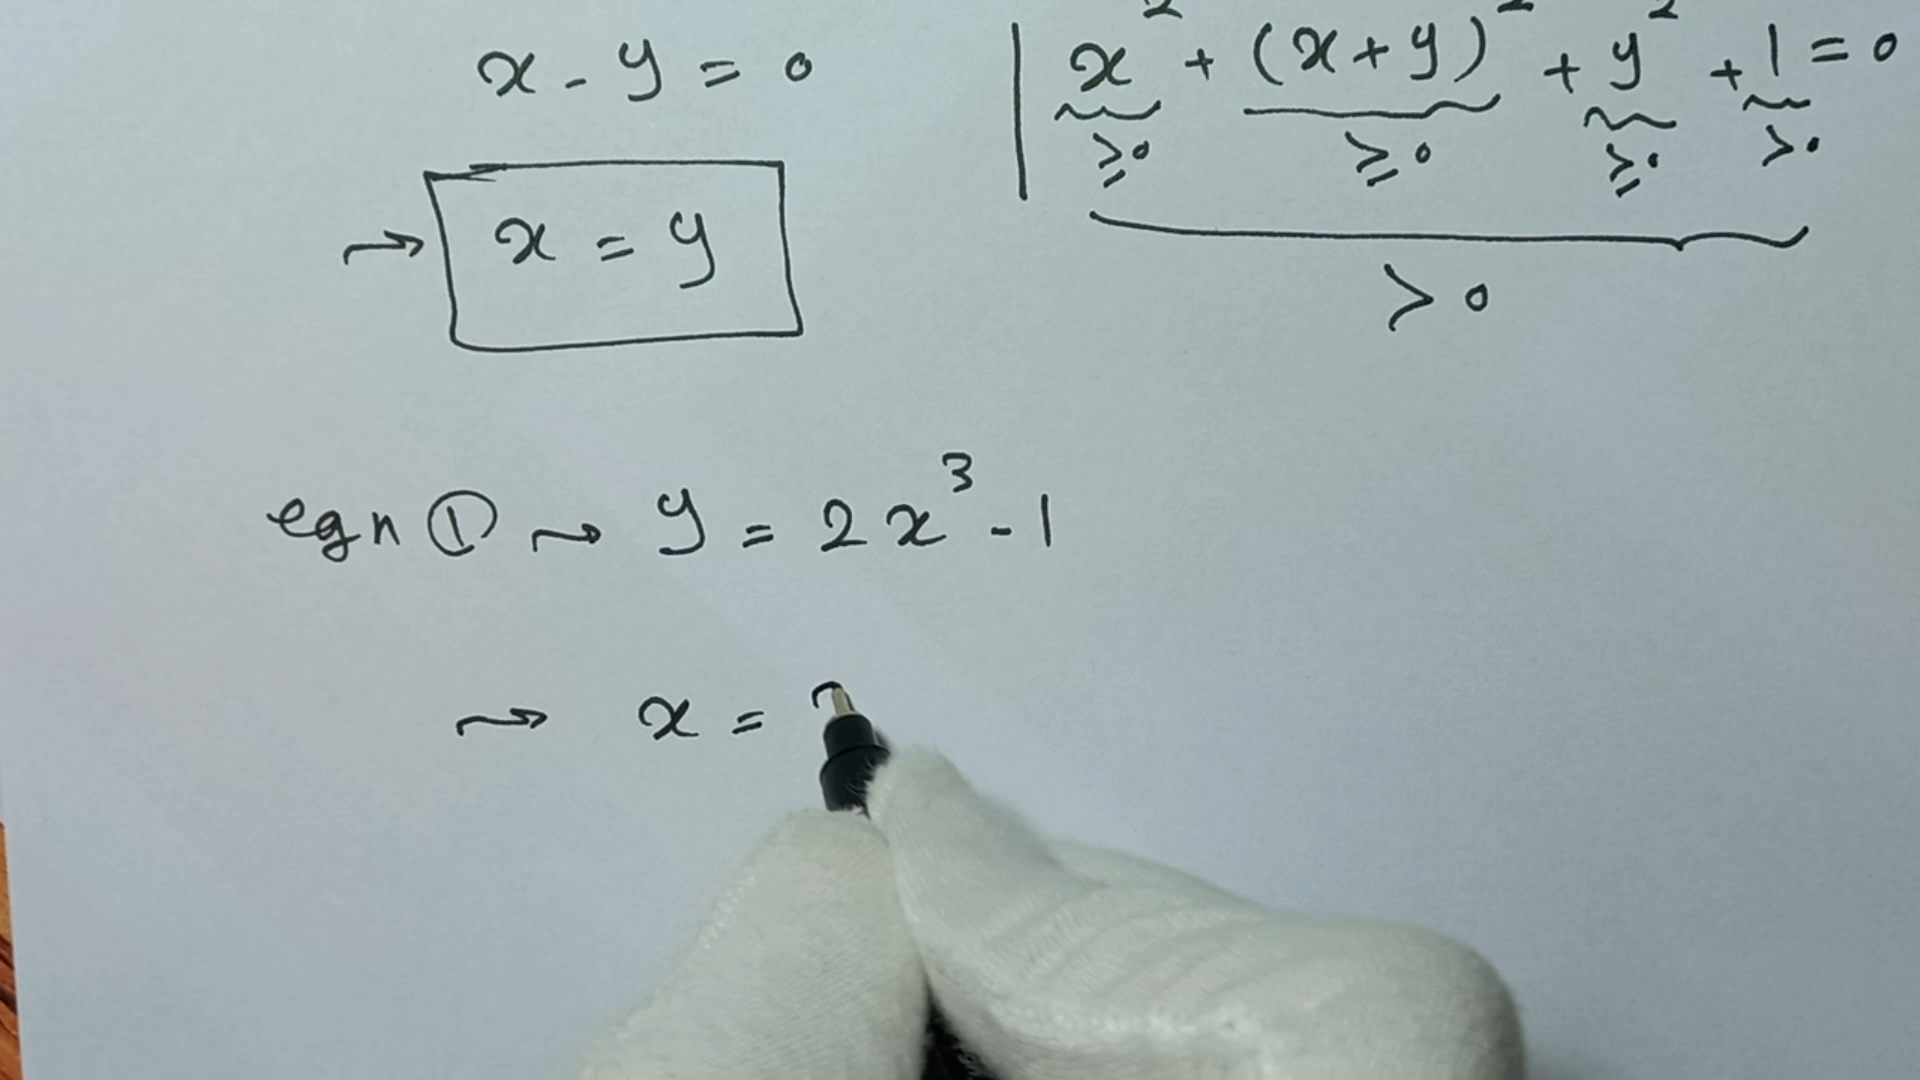 x - y = 0
x² + (x+y)² + y² + 1 = 0
≥0 ≥0 ≥0 >0
→ x = y
> 0
eqn ① → y = 2x³ - 1
→ x =